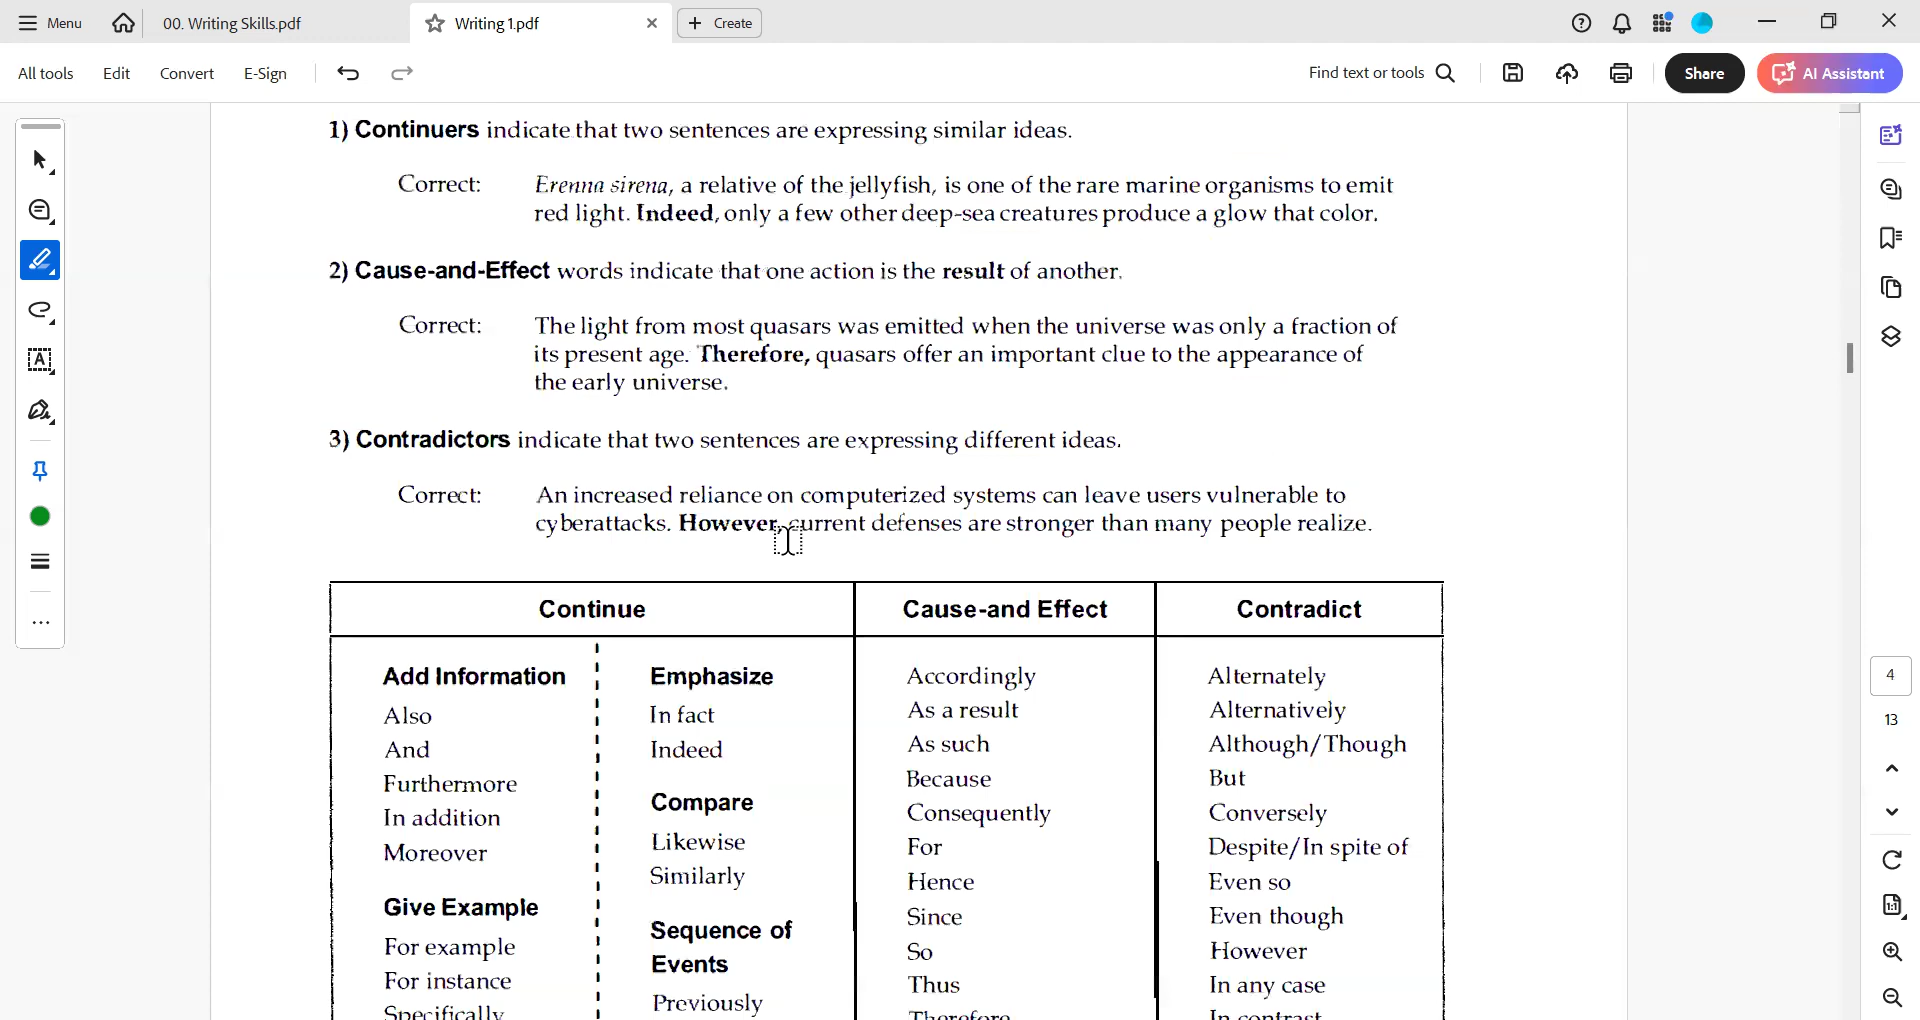 Menu
00. Writing Skills.pdf
Writing 1.pdf
Create
All tools
Edit
Convert
E-Sign
Find text or tools
Share
AI Assistant
1) Continuers indicate that two sentences are expressing similar ideas.
Correct: Erenna sirena, a relative of the jellyfish, is one of the rare marine organisms to emit
red light. Indeed, only a few other deep-sea creatures produce a glow that color.
2) Cause-and-Effect words indicate that one action is the result of another.
Correct: The light from most quasars was emitted when the universe was only a fraction of
its present age. Therefore, quasars offer an important clue to the appearance of
the early universe.
3) Contradictors indicate that two sentences are expressing different ideas.
Correct: An increased reliance on computerized systems can leave users vulnerable to
cyberattacks. However, current defenses are stronger than many people realize.
Continue
Add Information
Also
And
Furthermore
In addition
Moreover
Give Example
For example
For instance
Specifically
Emphasize
In fact
Indeed
Compare
Likewise
Similarly
Sequence of
Events
Previously
Cause-and Effect
Accordingly
As a result
As such
Because
Consequently
For
Hence
Since
So
Thus
Therefore
Contradict
Alternately
Alternatively
Although/Though
But
Conversely
Despite/In spite of
Even so
Even though
However
In any case
In contrast
4
13